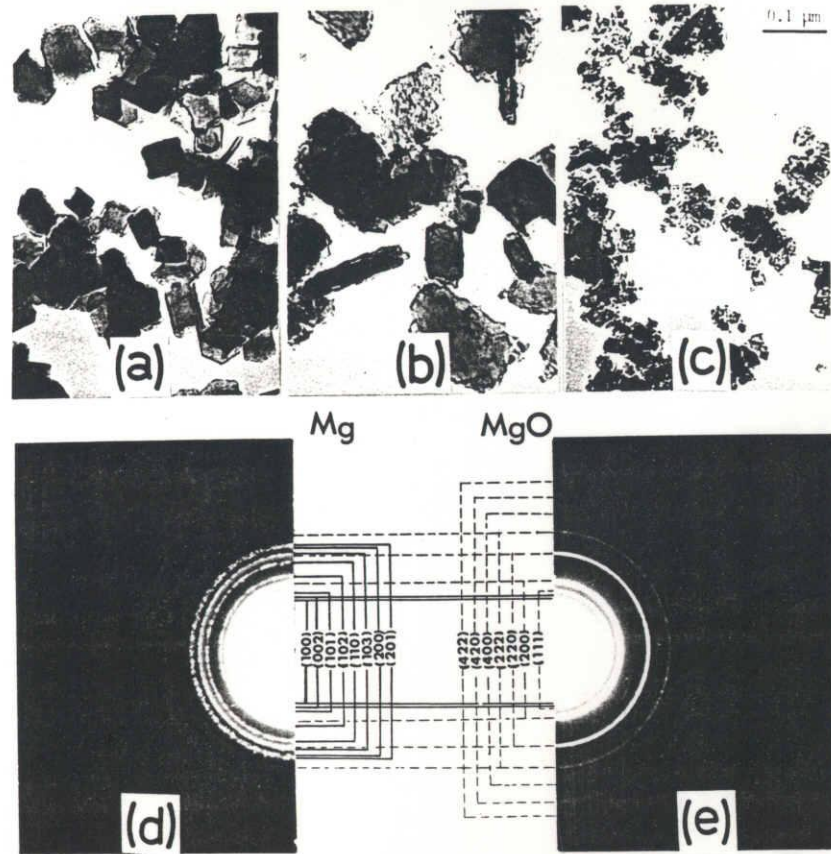 0.1 μm
(a)
(b)
(c)
Mg
MgO
(100)
(002)
(101)
(102)
(110)
(103)
(200)
(201)
(422)
(420)
(400)
(222)
(220)
(200)
(111)
(d)
(e)